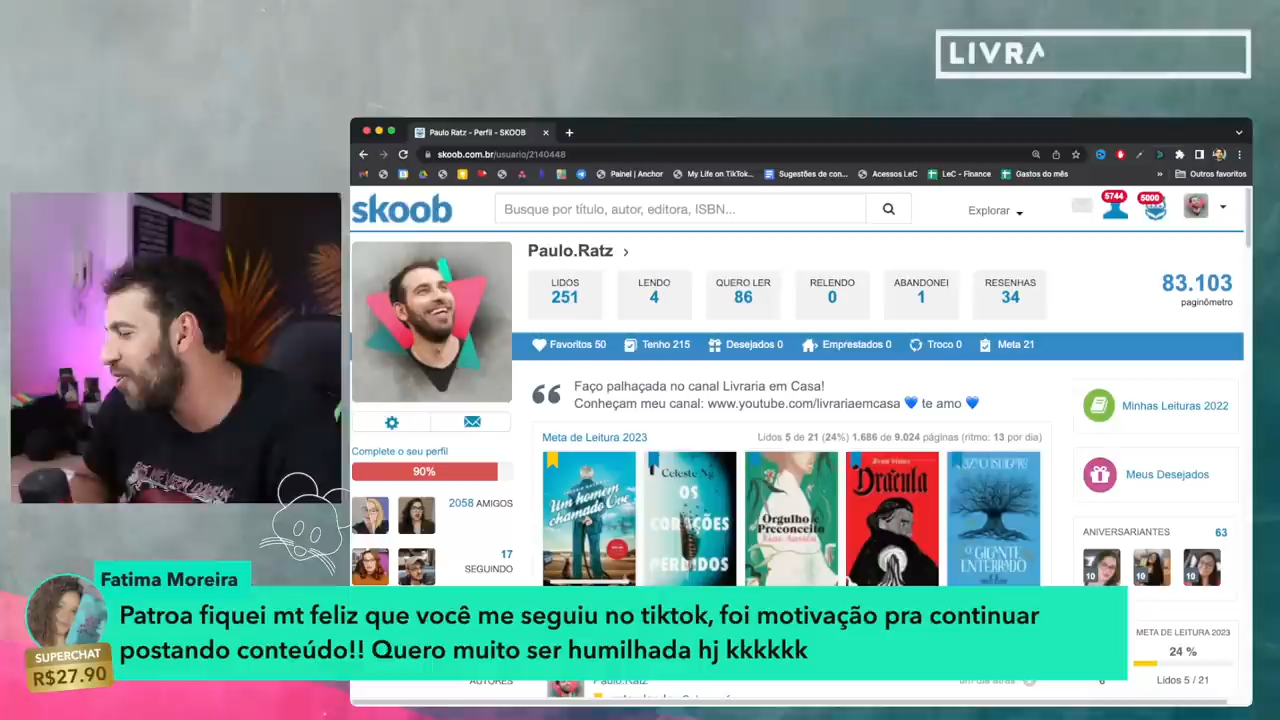 LIVRA
Paulo Ratz - Perfil - SKOOB
skoob.com.br/usuario/2140448
Painel | Anchor
My Life on TikTok...
Sugestões de con...
Acessos LeC
LeC - Finance
Gastos do mês
Outros favoritos
skoob
Busque por título, autor, editora, ISBN...
Explorar
5744
5000
Paulo.Ratz
LIDOS
251
LENDO
4
QUERO LER
86
RELENDO
0
ABANDONEI
1
RESENHAS
34
83.103
paginômetro
Favoritos 50
Tenho 215
Desejados 0
Emprestados 0
Troco 0
Meta 21
Faço palhaçada no canal Livraria em Casa!
Conheçam meu canal: www.youtube.com/livrariaemcasa 💙 te amo 💙
Complete o seu perfil
90%
2058 AMIGOS
17
SEGUINDO
Meta de Leitura 2023
Lidos 5 de 21 (24%) 1.686 de 9.024 páginas (ritmo: 13 por dia)
Um homem
chamado Ove
Celeste Ng
OS
CORAÇÕES
PERDIDOS
Orgulho e
Preconceito
Jane Austen
Bram Stoker
Drácula
KAZUO ISHIGURO
O GIGANTE
ENTERRADO
Minhas Leituras 2022
Meus Desejados
ANIVERSARIANTES
63
10
10
10
META DE LEITURA 2023
24 %
Lidos 5 / 21
Fatima Moreira
Patroa fiquei mt feliz que você me seguiu no tiktok, foi motivação pra continuar
postando conteúdo!! Quero muito ser humilhada hj kkkkkk
SUPERCHAT
R$27.90
AUTORES
Paulo.Ratz